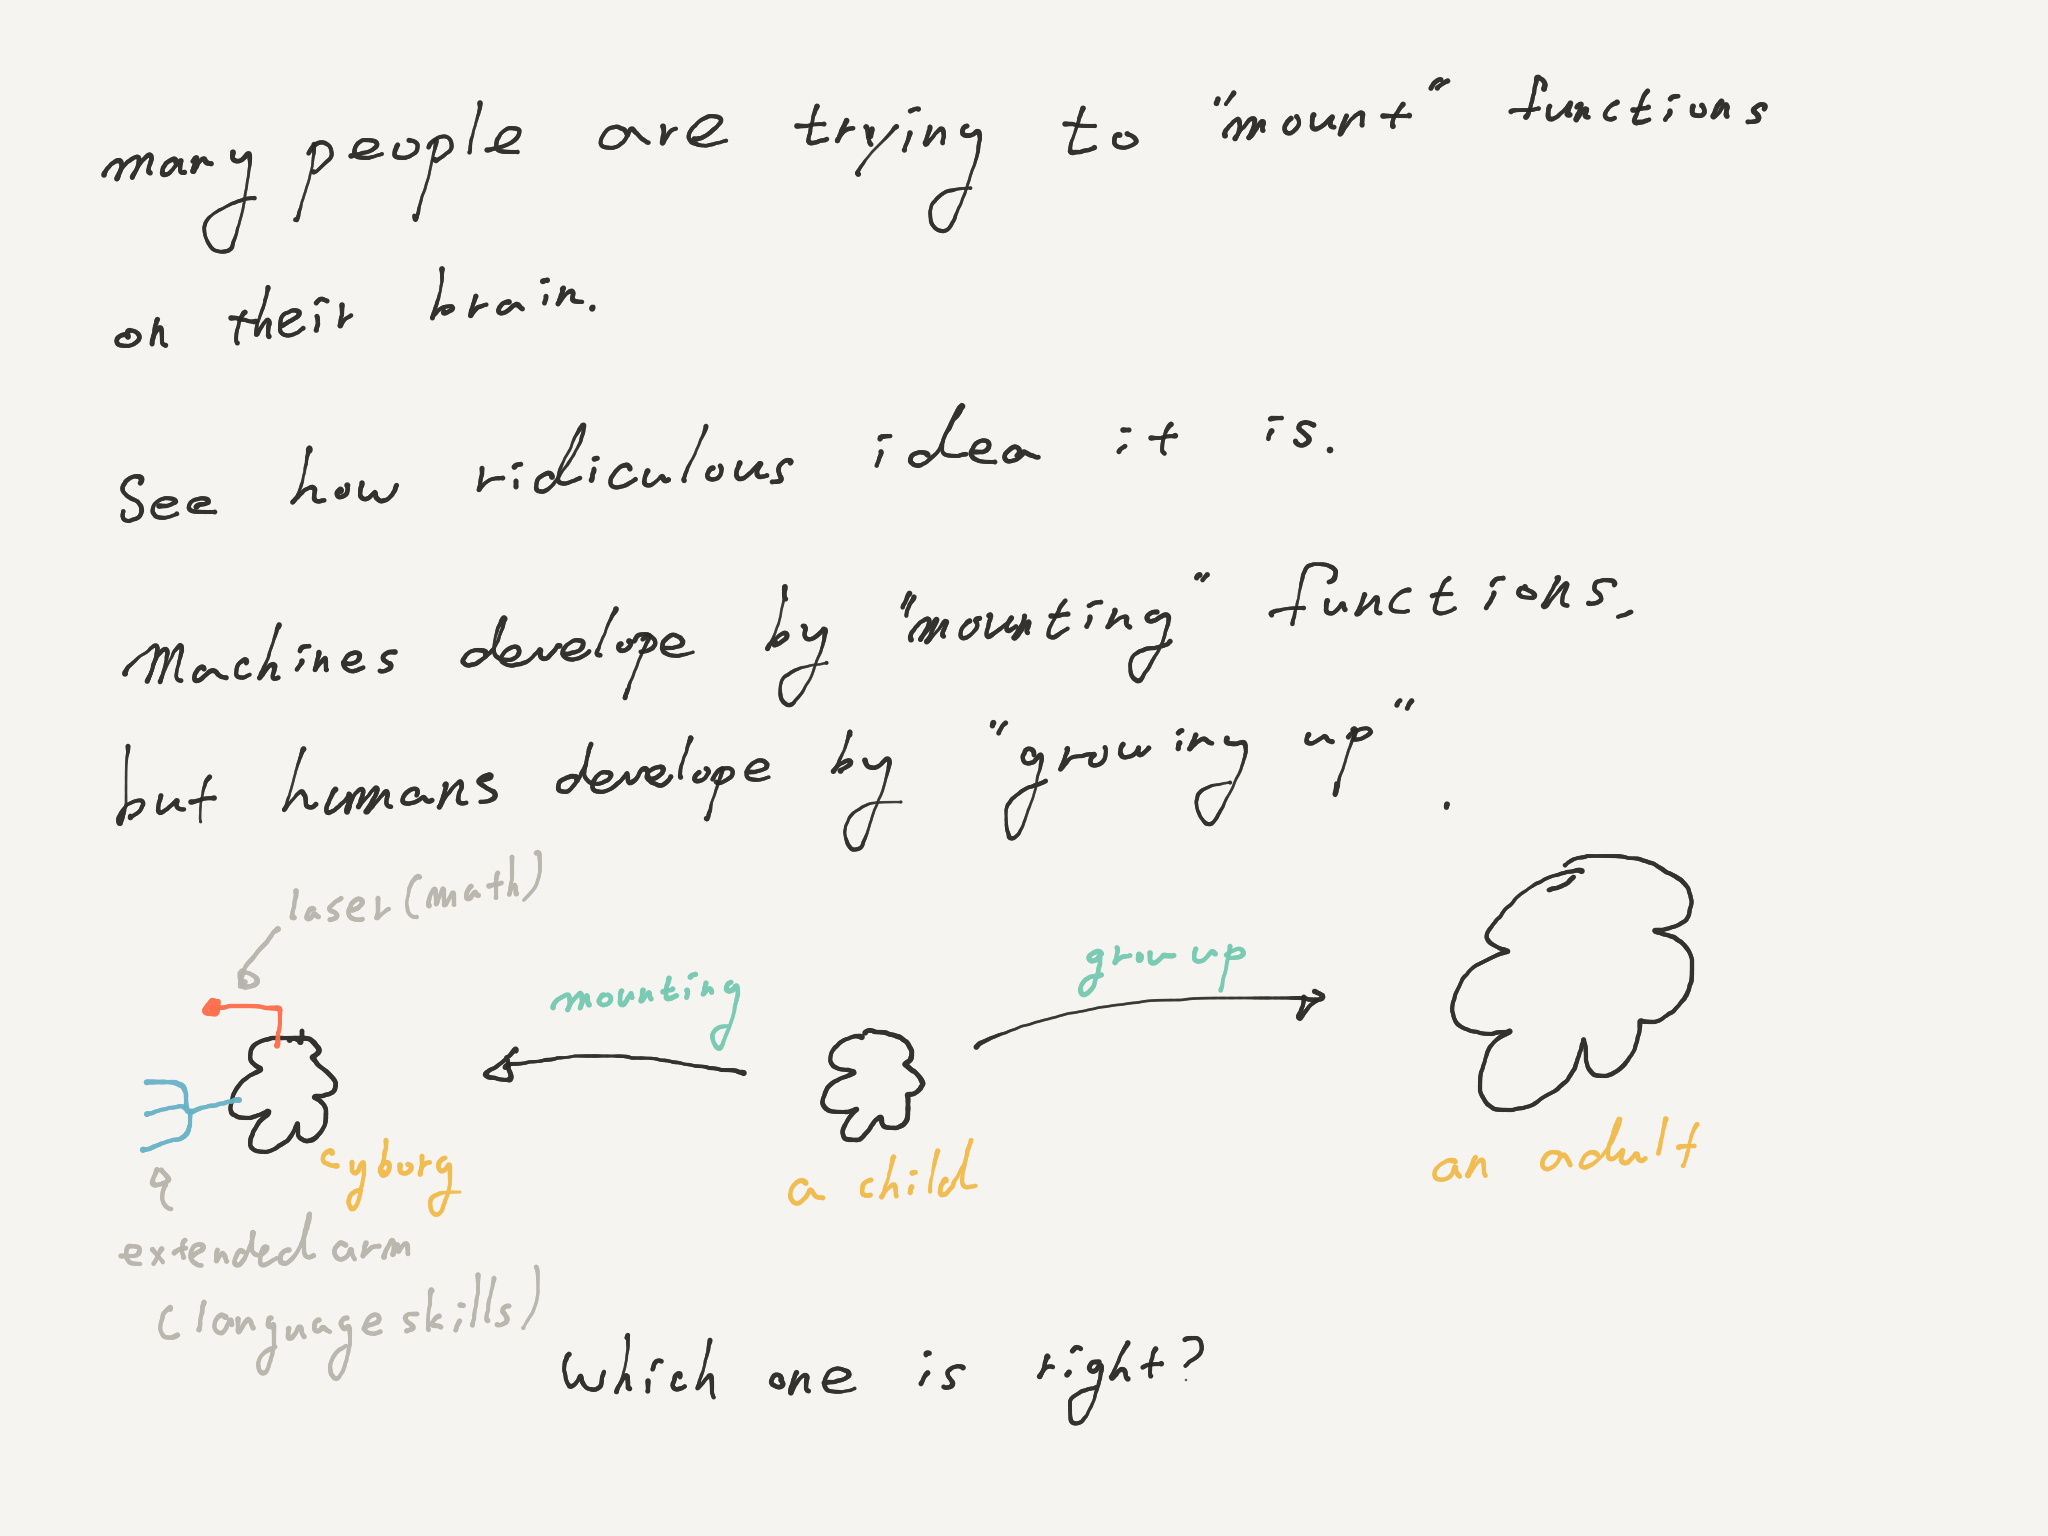 many people are trying to "mount" functions
on their brain.
See how ridiculous idea it is.
Machines develope by "mounting" functions,
but humans develope by "growing up".
laser (math)
mounting
grow up
cyborg
a child
an adult
extended arm
(language skills)
Which one is right?